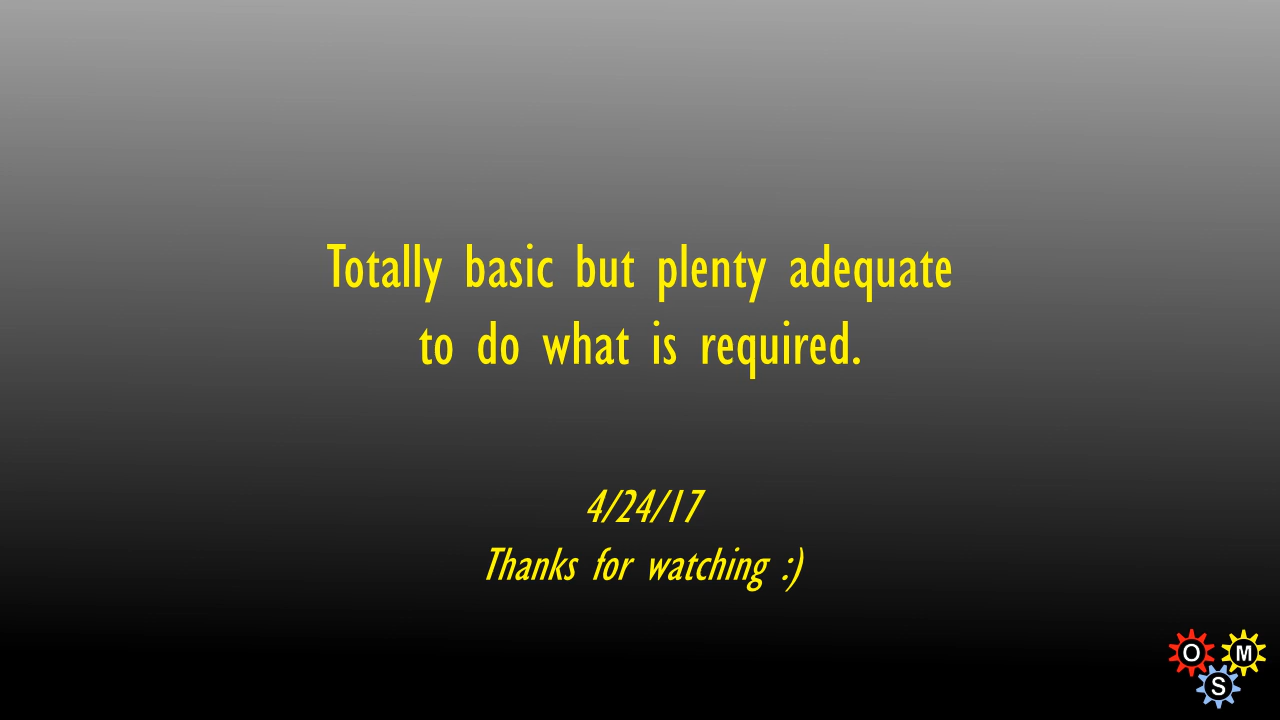 Totally basic but plenty adequate
to do what is required.
4/24/17
Thanks for watching :)
O M
S